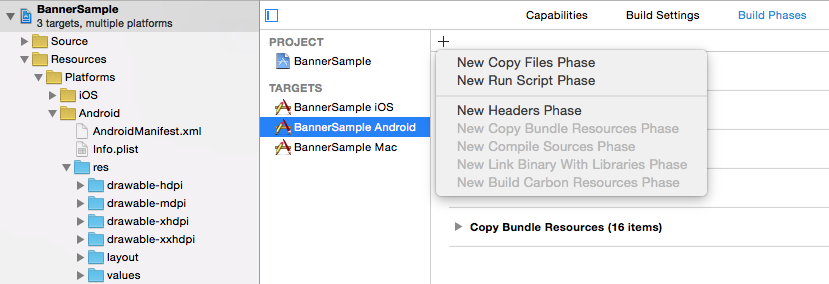 BannerSample
3 targets, multiple platforms
Source
Resources
Platforms
iOS
Android
AndroidManifest.xml
Info.plist
res
drawable-hdpi
drawable-mdpi
drawable-xhdpi
drawable-xxhdpi
layout
values
Capabilities Build Settings Build Phases
PROJECT
BannerSample
TARGETS
BannerSample iOS
BannerSample Android
BannerSample Mac
New Copy Files Phase
New Run Script Phase
New Headers Phase
New Copy Bundle Resources Phase
New Compile Sources Phase
New Link Binary With Libraries Phase
New Build Carbon Resources Phase
Copy Bundle Resources (16 items)